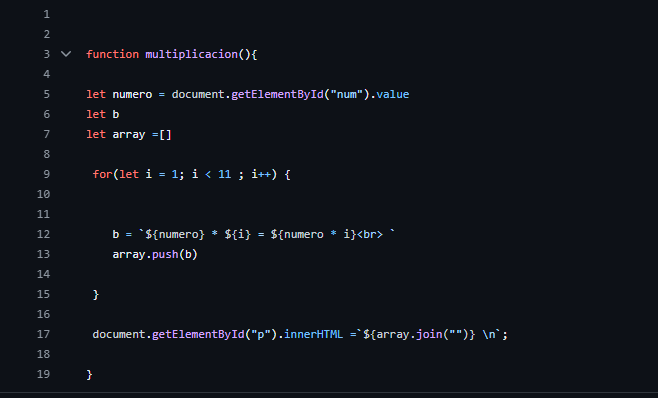 1
2
3 function multiplicacion(){
4
5 let numero = document.getElementById("num").value
6 let b
7 let array =[]
8
9 for(let i = 1; i < 11 ; i++) {
10
11
12 b = `${numero} * ${i} = ${numero * i}<br> `
13 array.push(b)
14
15 }
16
17 document.getElementById("p").innerHTML =`${array.join("")} \n`;
18
19 }